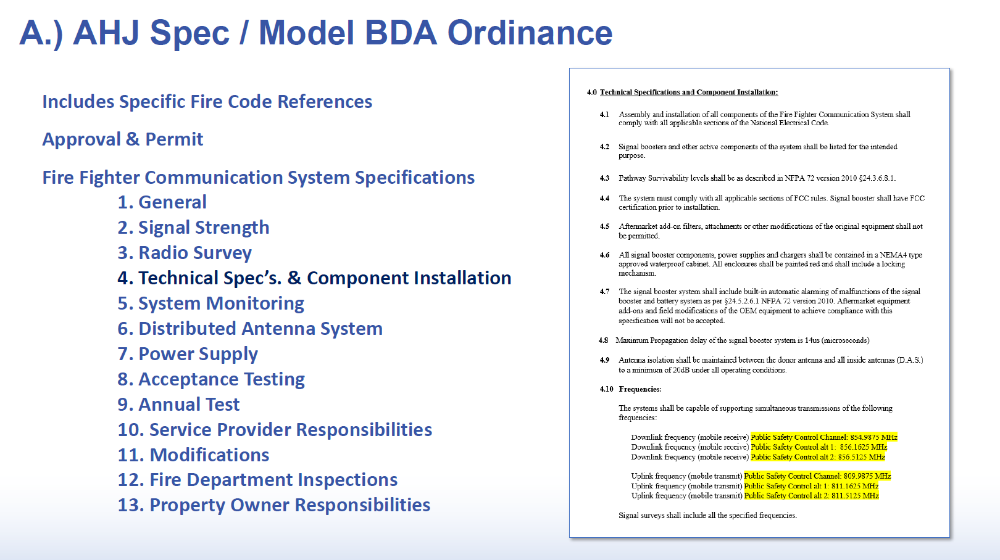 A.) AHJ Spec / Model BDA Ordinance
Includes Specific Fire Code References
Approval & Permit
Fire Fighter Communication System Specifications
1. General
2. Signal Strength
3. Radio Survey
4. Technical Spec’s. & Component Installation
5. System Monitoring
6. Distributed Antenna System
7. Power Supply
8. Acceptance Testing
9. Annual Test
10. Service Provider Responsibilities
11. Modifications
12. Fire Department Inspections
13. Property Owner Responsibilities
4.0 Technical Specifications and Component Installation:
4.1 Assembly and installation of all components of the Fire Fighter Communication System shall
comply with all applicable sections of the National Electrical Code.
4.2 Signal boosters and other active components of the system shall be listed for the intended
purpose.
4.3 Pathway Survivability levels shall be as described in NFPA 72 version 2010 §24.3.6.8.1.
4.4 The system must comply with all applicable sections of FCC rules. Signal booster shall have FCC
certification prior to installation.
4.5 Aftermarket add-on filters, attachments or other modifications of the original equipment shall not
be permitted.
4.6 All signal booster components, power supplies and chargers shall be contained in a NEMA4 type
approved waterproof cabinet. All enclosures shall be painted red and shall include a locking
mechanism.
4.7 The signal booster system shall include built-in automatic alarming of malfunctions of the signal
booster and battery system as per §24.5.2.6.1 NFPA 72 version 2010. Aftermarket equipment
add-ons and field modifications of the OEM equipment to achieve compliance with this
specification will not be accepted.
4.8 Maximum Propagation delay of the signal booster system is 14us (microseconds)
4.9 Antenna isolation shall be maintained between the donor antenna and all inside antennas (D.A.S.)
to a minimum of 20dB under all operating conditions.
4.10 Frequencies:
The systems shall be capable of supporting simultaneous transmissions of the following
frequencies:
Downlink frequency (mobile receive) Public Safety Control Channel: 854.9875 MHz
Downlink frequency (mobile receive) Public Safety Control alt 1: 856.1625 MHz
Downlink frequency (mobile receive) Public Safety Control alt 2: 856.5125 MHz
Uplink frequency (mobile transmit) Public Safety Control Channel: 809.9875 MHz
Uplink frequency (mobile transmit) Public Safety Control alt 1: 811.1625 MHz
Uplink frequency (mobile transmit) Public Safety Control alt 2: 811.5125 MHz
Signal surveys shall include all the specified frequencies.